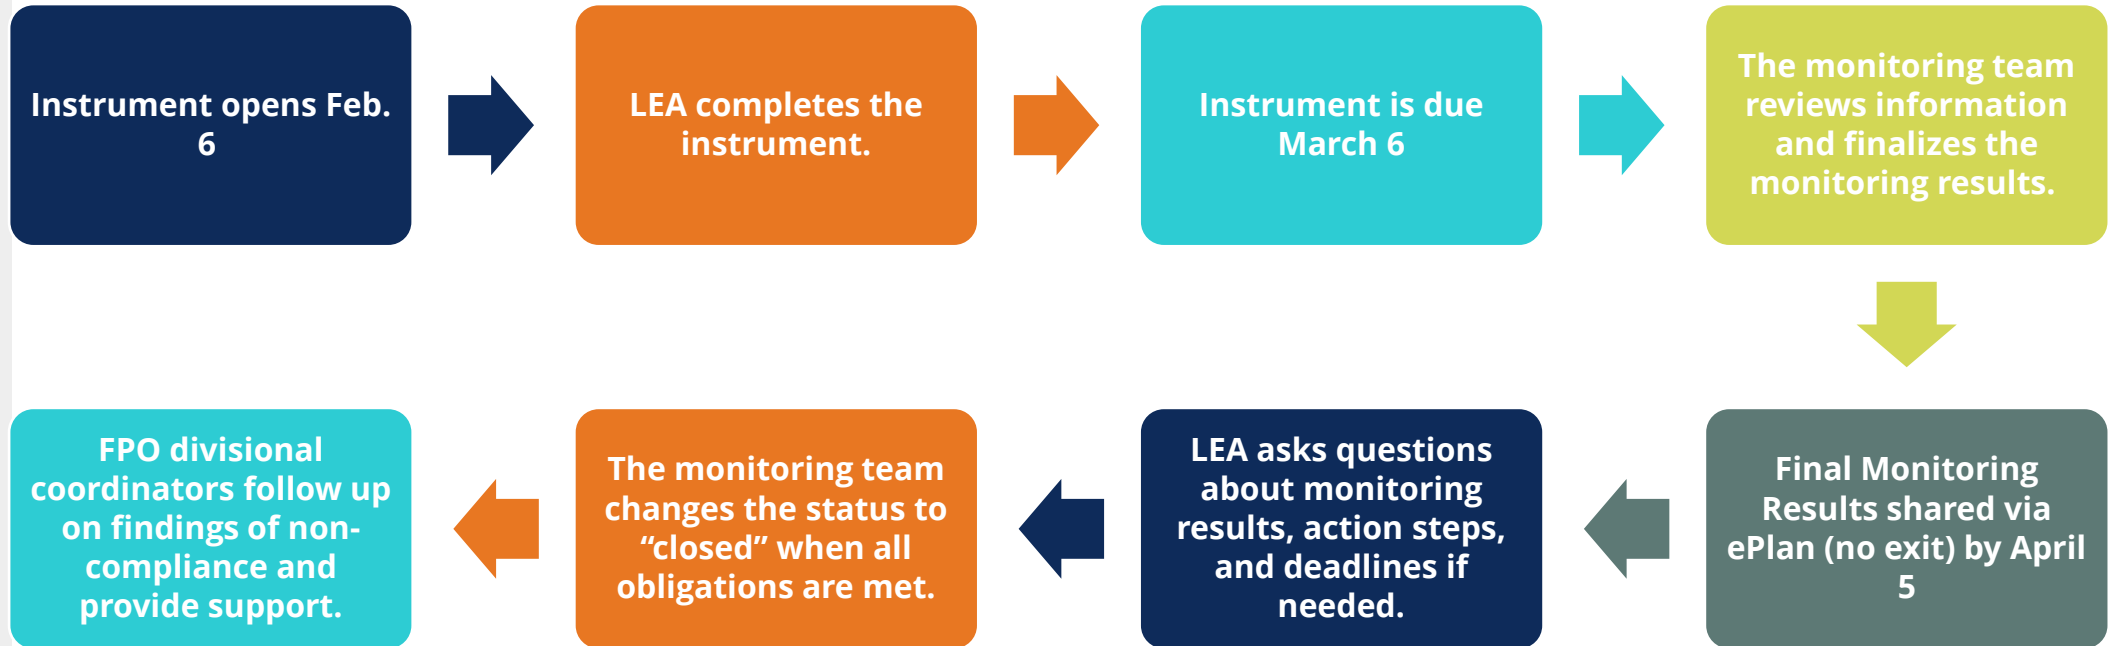 Instrument opens Feb.
6
LEA completes the
instrument.
Instrument is due
March 6
The monitoring team
reviews information
and finalizes the
monitoring results.
Final Monitoring
Results shared via
ePlan (no exit) by April
5
LEA asks questions
about monitoring
results, action steps,
and deadlines if
needed.
The monitoring team
changes the status to
“closed” when all
obligations are met.
FPO divisional
coordinators follow up
on findings of non-
compliance and
provide support.